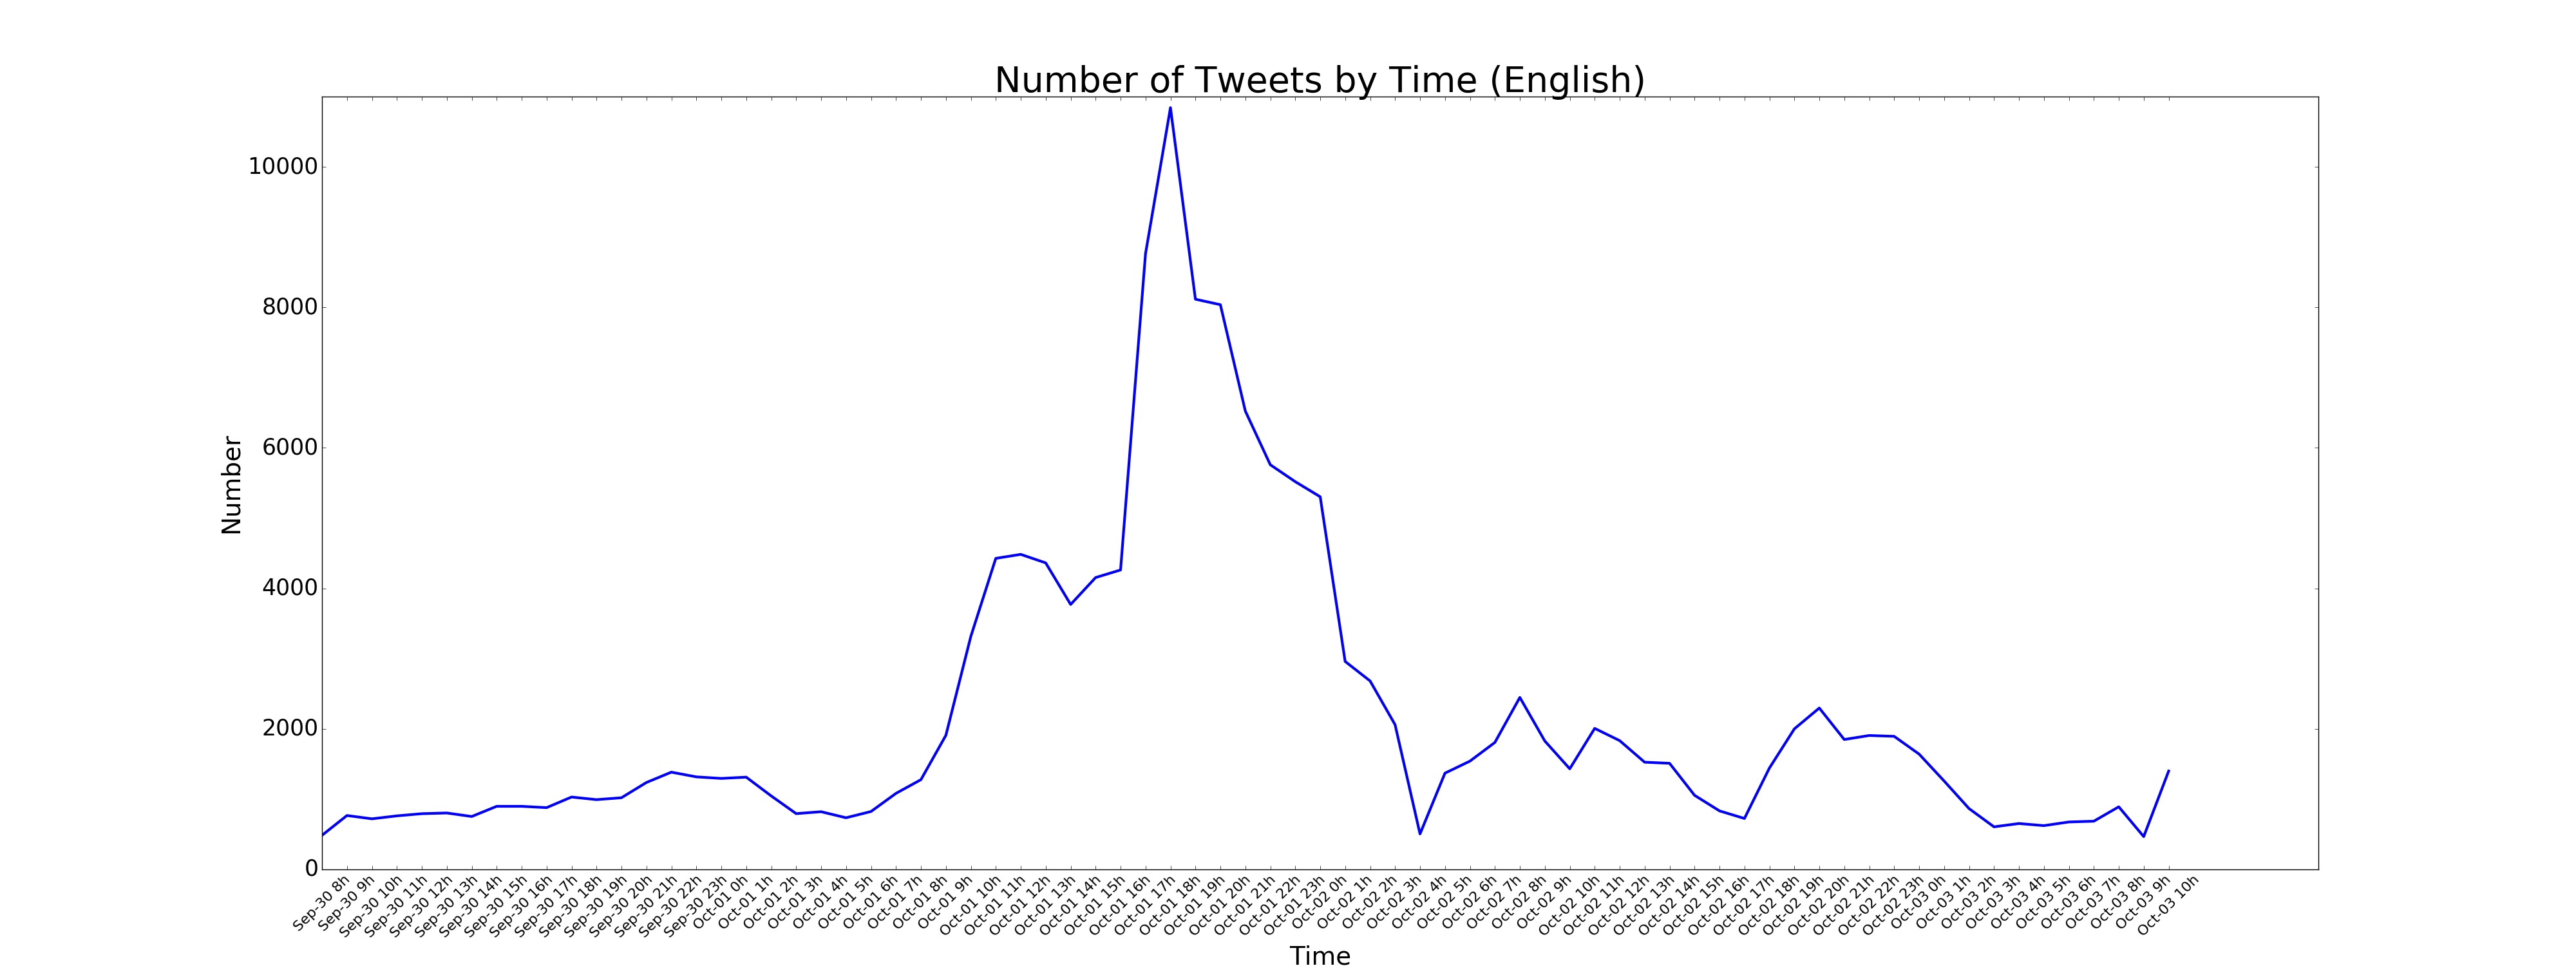 Number of Tweets by Time (English)
10000
8000
6000
4000
2000
0
Number
Sep-30 8h
Sep-30 9h
Sep-30 10h
Sep-30 11h
Sep-30 12h
Sep-30 13h
Sep-30 14h
Sep-30 15h
Sep-30 16h
Sep-30 17h
Sep-30 18h
Sep-30 19h
Sep-30 20h
Sep-30 21h
Sep-30 22h
Sep-30 23h
Oct-01 0h
Oct-01 1h
Oct-01 2h
Oct-01 3h
Oct-01 4h
Oct-01 5h
Oct-01 6h
Oct-01 7h
Oct-01 8h
Oct-01 9h
Oct-01 10h
Oct-01 11h
Oct-01 12h
Oct-01 13h
Oct-01 14h
Oct-01 15h
Oct-01 16h
Oct-01 17h
Oct-01 18h
Oct-01 19h
Oct-01 20h
Oct-01 21h
Oct-01 22h
Oct-01 23h
Oct-02 0h
Oct-02 1h
Oct-02 2h
Oct-02 3h
Oct-02 4h
Oct-02 5h
Oct-02 6h
Oct-02 7h
Oct-02 8h
Oct-02 9h
Oct-02 10h
Oct-02 11h
Oct-02 12h
Oct-02 13h
Oct-02 14h
Oct-02 15h
Oct-02 16h
Oct-02 17h
Oct-02 18h
Oct-02 19h
Oct-02 20h
Oct-02 21h
Oct-02 22h
Oct-02 23h
Oct-03 0h
Oct-03 1h
Oct-03 2h
Oct-03 3h
Oct-03 4h
Oct-03 5h
Oct-03 6h
Oct-03 7h
Oct-03 8h
Oct-03 9h
Oct-03 10h
Time